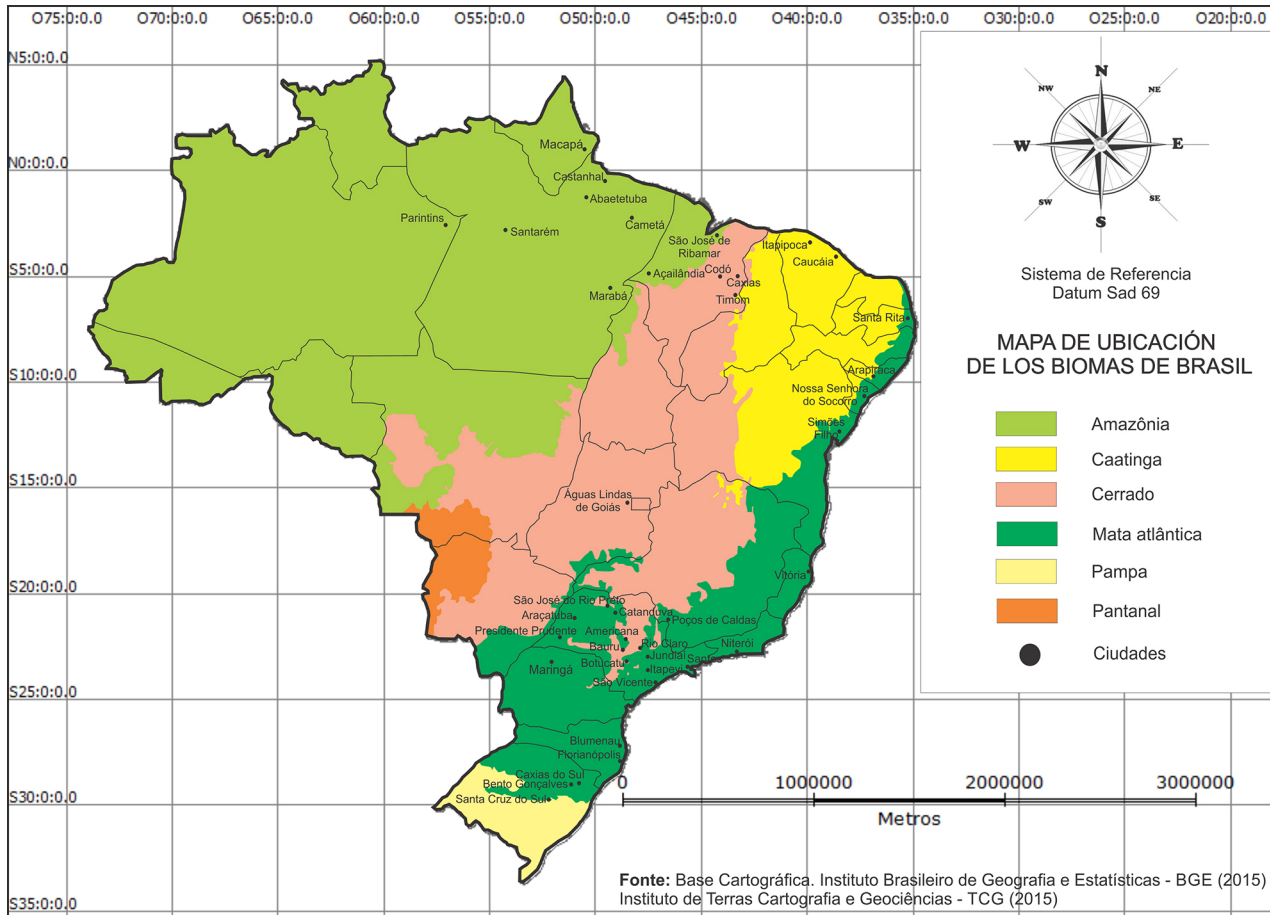 O75:0:0.0 O70:0:0.0 O65:0:0.0 O60:0:0.0 O55:0:0.0 O50:0:0.0 O45:0:0.0 O40:0:0.0 O35:0:0.0 O30:0:0.0 O25:0:0.0 O20:0:0.0
N5:0:0.0
N0:0:0.0
S5:0:0.0
S10:0:0.0
S15:0:0.0
S20:0:0.0
S25:0:0.0
S30:0:0.0
S35:0:0.0
Macapá
Castanhal
Abaetetuba
Parintins
Santarém
Cametá
São José de
Ribamar
Açailândia
Codó
Caxias
Timom
Marabá
Itapipoca
Caucáia
Santa Rita
Arapiraca
Nossa Senhora
do Socorro
Simões
Filho
Águas Lindas
de Goiás
Vitória
São José do Rio Preto
Catanduva
Araçatuba
Poços de Caldas
Presidente Prudente
Americana
Rio Claro
Niterói
Bauru
Jundiaí
Botucatu
Itapevi
Maringá
São Vicente
Blumenau
Florianópolis
Caxias do Sul
Bento Gonçalves
Santa Cruz do Sul
N
NE
E
SE
S
SW
W
NW
Sistema de Referencia
Datum Sad 69
MAPA DE UBICACIÓN
DE LOS BIOMAS DE BRASIL
Amazônia
Caatinga
Cerrado
Mata atlântica
Pampa
Pantanal
Ciudades
0 1000000 2000000 3000000
Metros
Fonte: Base Cartográfica. Instituto Brasileiro de Geografia e Estatísticas - BGE (2015)
Instituto de Terras Cartografia e Geociências - TCG (2015)